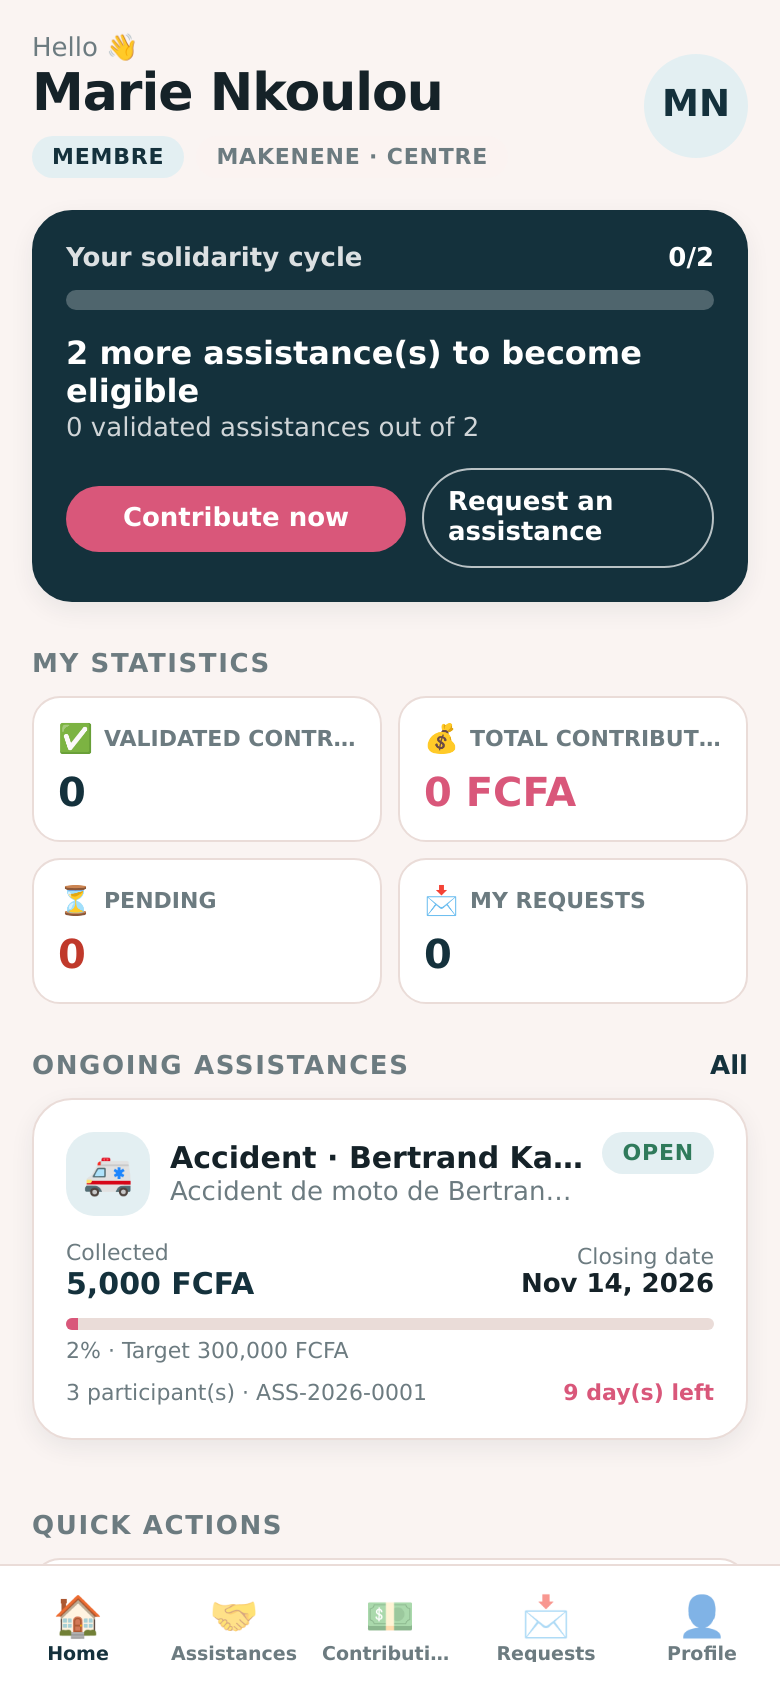 Hello 👋
Marie Nkoulou
MN
MEMBRE
MAKENENE · CENTRE
Your solidarity cycle
0/2
2 more assistance(s) to become
eligible
0 validated assistances out of 2
Contribute now
Request an
assistance
MY STATISTICS
✅ VALIDATED CONTR…
0
💰 TOTAL CONTRIBUT…
0 FCFA
⏳ PENDING
0
📩 MY REQUESTS
0
ONGOING ASSISTANCES
All
Accident · Bertrand Ka…
OPEN
Accident de moto de Bertran…
Collected
5,000 FCFA
Closing date
Nov 14, 2026
2% · Target 300,000 FCFA
3 participant(s) · ASS-2026-0001
9 day(s) left
QUICK ACTIONS
Home
Assistances
Contributi…
Requests
Profile